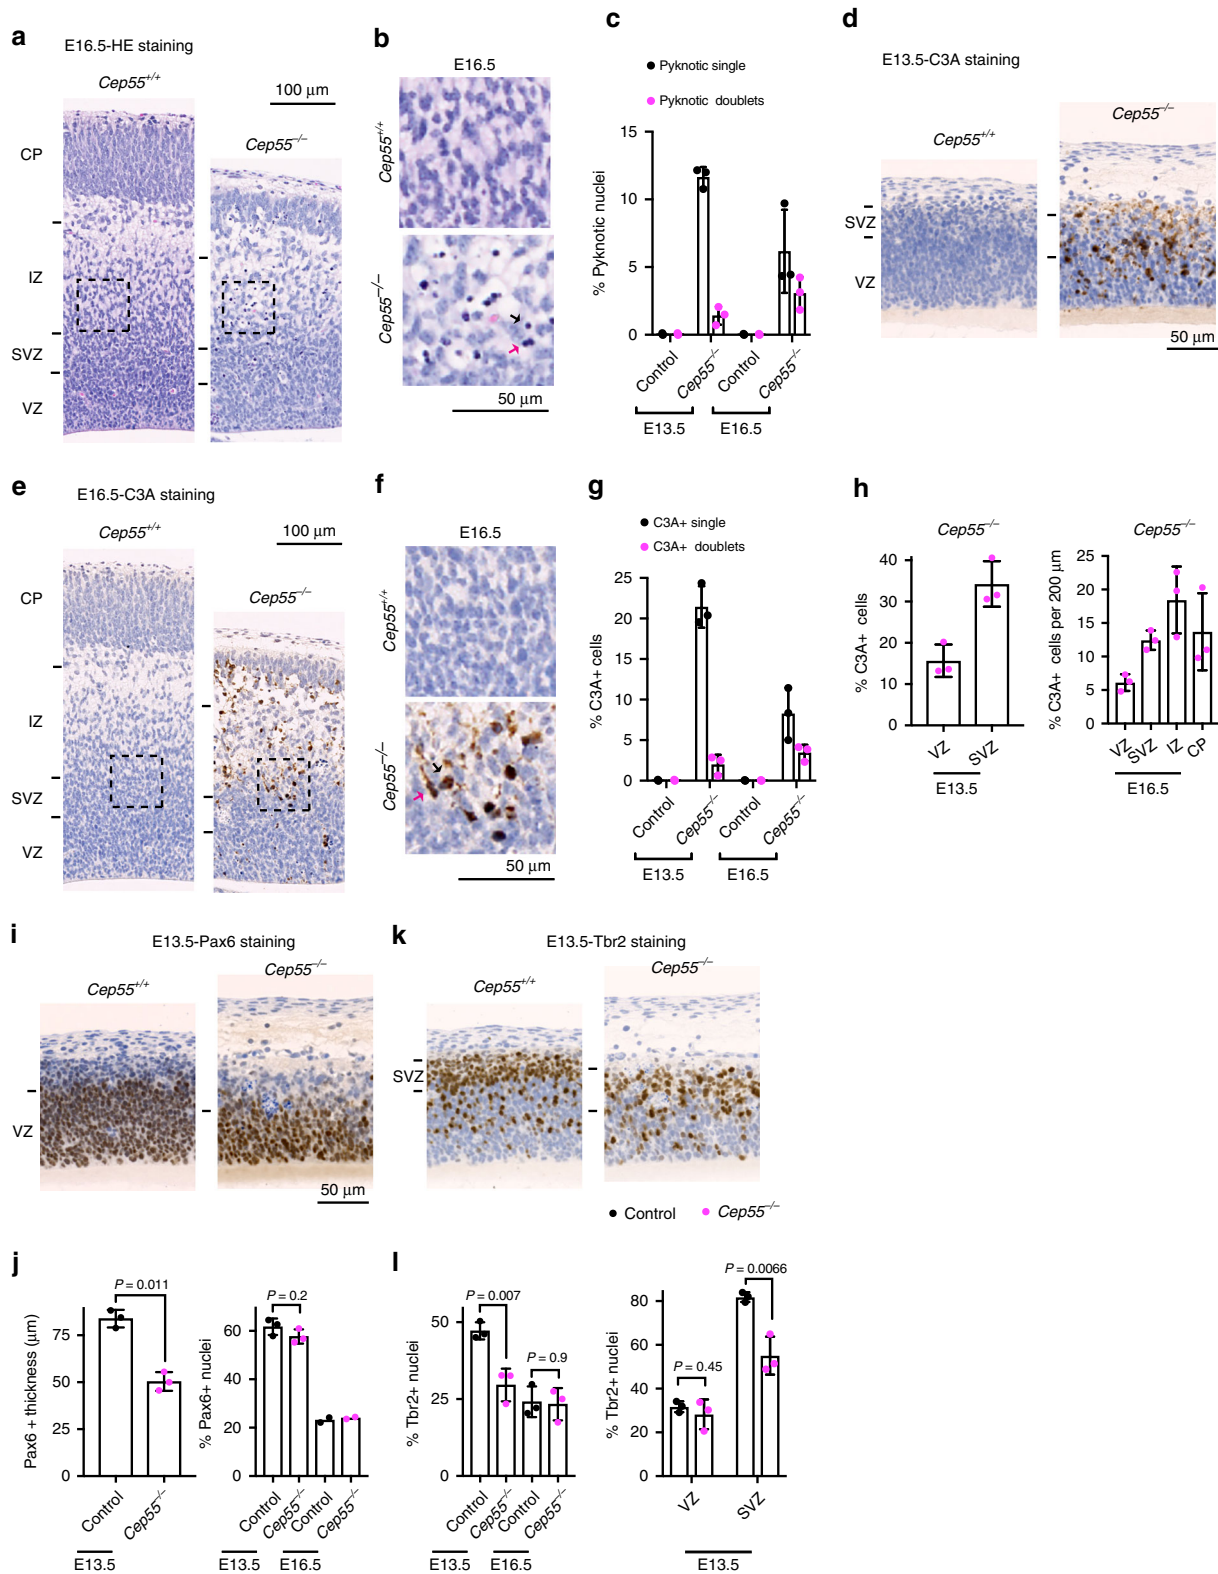 a
E16.5-HE staining
Cep55+/+
100 μm
Cep55–/–
CP
IZ
SVZ
VZ
b
E16.5
Cep55+/+
Cep55–/–
50 μm
c
Pyknotic single
Pyknotic doublets
% Pyknotic nuclei
15
10
5
0
Control
Cep55–/–
Control
Cep55–/–
E13.5
E16.5
d
E13.5-C3A staining
Cep55+/+
Cep55–/–
SVZ
VZ
50 μm
e
E16.5-C3A staining
Cep55+/+
100 μm
Cep55–/–
CP
IZ
SVZ
VZ
f
E16.5
Cep55+/+
Cep55–/–
50 μm
g
C3A+ single
C3A+ doublets
% C3A+ cells
25
20
15
10
5
0
Control
Cep55–/–
Control
Cep55–/–
E13.5
E16.5
h
Cep55–/–
% C3A+ cells
40
30
20
10
0
VZ
SVZ
E13.5
Cep55–/–
% C3A+ cells per 200 μm
25
20
15
10
5
0
VZ
SVZ
IZ
CP
E16.5
i
E13.5-Pax6 staining
Cep55+/+
Cep55–/–
VZ
50 μm
k
E13.5-Tbr2 staining
Cep55+/+
Cep55–/–
SVZ
Control
Cep55–/–
j
P = 0.011
Pax6 + thickness (μm)
75
50
25
0
Control
Cep55–/–
E13.5
P = 0.2
% Pax6+ nuclei
60
40
20
0
Control
Cep55–/–
Control
Cep55–/–
E13.5
E16.5
l
P = 0.007
P = 0.9
% Tbr2+ nuclei
50
25
0
Control
Cep55–/–
Control
Cep55–/–
E13.5
E16.5
P = 0.0066
P = 0.45
% Tbr2+ nuclei
80
60
40
20
0
VZ
SVZ
E13.5